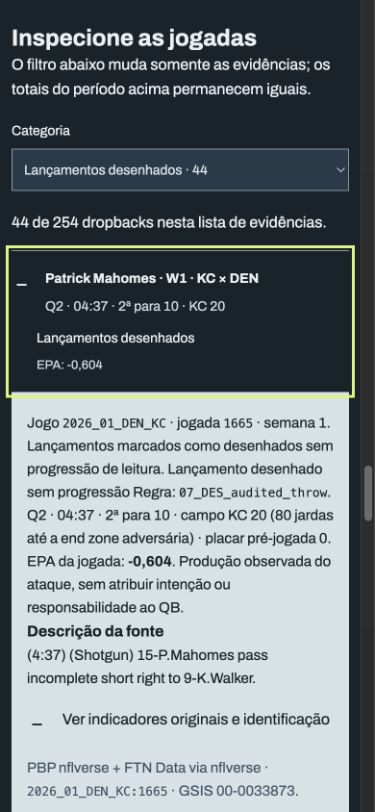 Inspecione as jogadas
O filtro abaixo muda somente as evidências; os
totais do período acima permanecem iguais.
Categoria
Lançamentos desenhados · 44
44 de 254 dropbacks nesta lista de evidências.
Patrick Mahomes · W1 · KC × DEN
Q2 · 04:37 · 2ª para 10 · KC 20
Lançamentos desenhados
EPA: -0,604
Jogo 2026_01_DEN_KC · jogada 1665 · semana 1.
Lançamentos marcados como desenhados sem
progressão de leitura. Lançamento desenhado
sem progressão Regra: 07_DES_audited_throw.
Q2 · 04:37 · 2ª para 10 · campo KC 20 (80 jardas
até a end zone adversária) · placar pré-jogada 0.
EPA da jogada: -0,604. Produção observada do
ataque, sem atribuir intenção ou
responsabilidade ao QB.
Descrição da fonte
(4:37) (Shotgun) 15-P.Mahomes pass
incomplete short right to 9-K.Walker.
Ver indicadores originais e identificação
PBP nflverse + FTN Data via nflverse ·
2026_01_DEN_KC:1665 · GSIS 00-0033873.